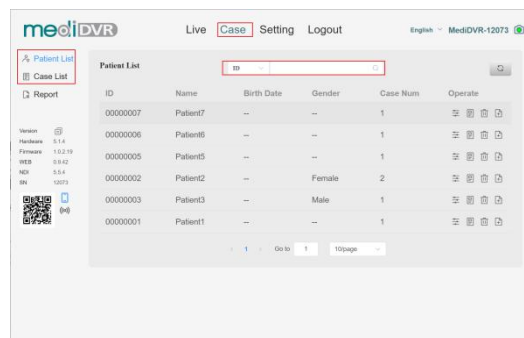 mediDVR Live Case Setting Logout English MediDVR-12073
Patient List
Case List
Report
Version
Hardware 5.1.4
Firmware 1.0.2.19
WEB 0.8.42
NDI 5.5.4
SN 12073
Patient List ID
ID Name Birth Date Gender Case Num Operate
00000007 Patient7 -- -- 1
00000006 Patient6 -- -- 1
00000005 Patient5 -- -- 1
00000002 Patient2 -- Female 2
00000003 Patient3 -- Male 1
00000001 Patient1 -- -- 1
1 Go to 1 10/page